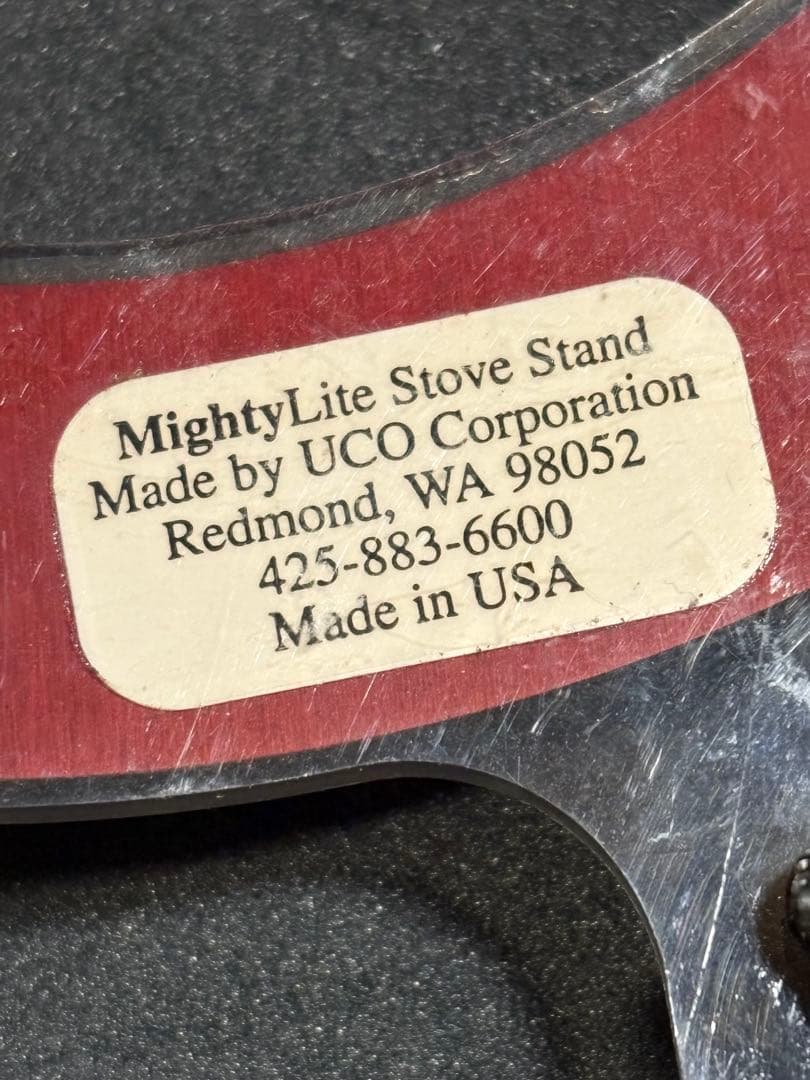 MightyLite Stove Stand
Made by UCO Corporation
Redmond, WA 98052
425-883-6600
Made in USA